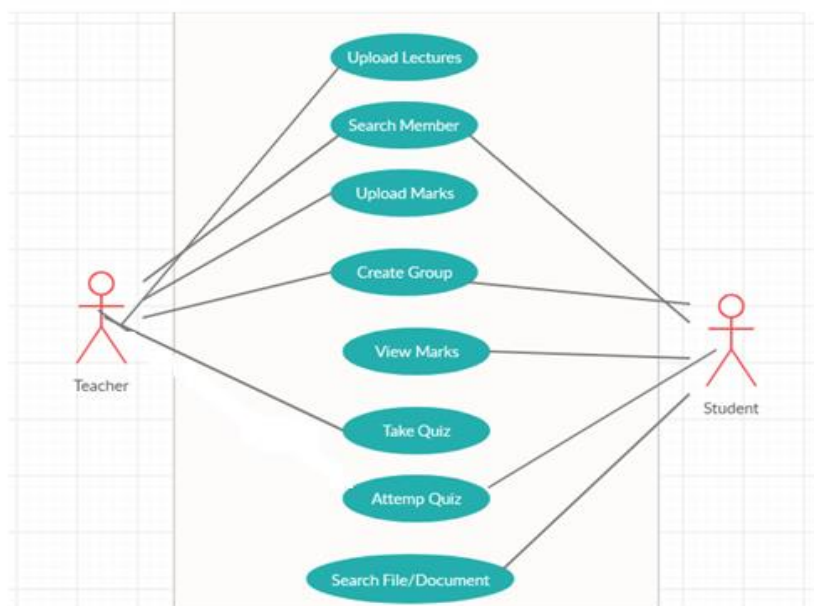 Upload Lectures
Search Member
Upload Marks
Create Group
View Marks
Teacher
Student
Take Quiz
Attemp Quiz
Search File/Document